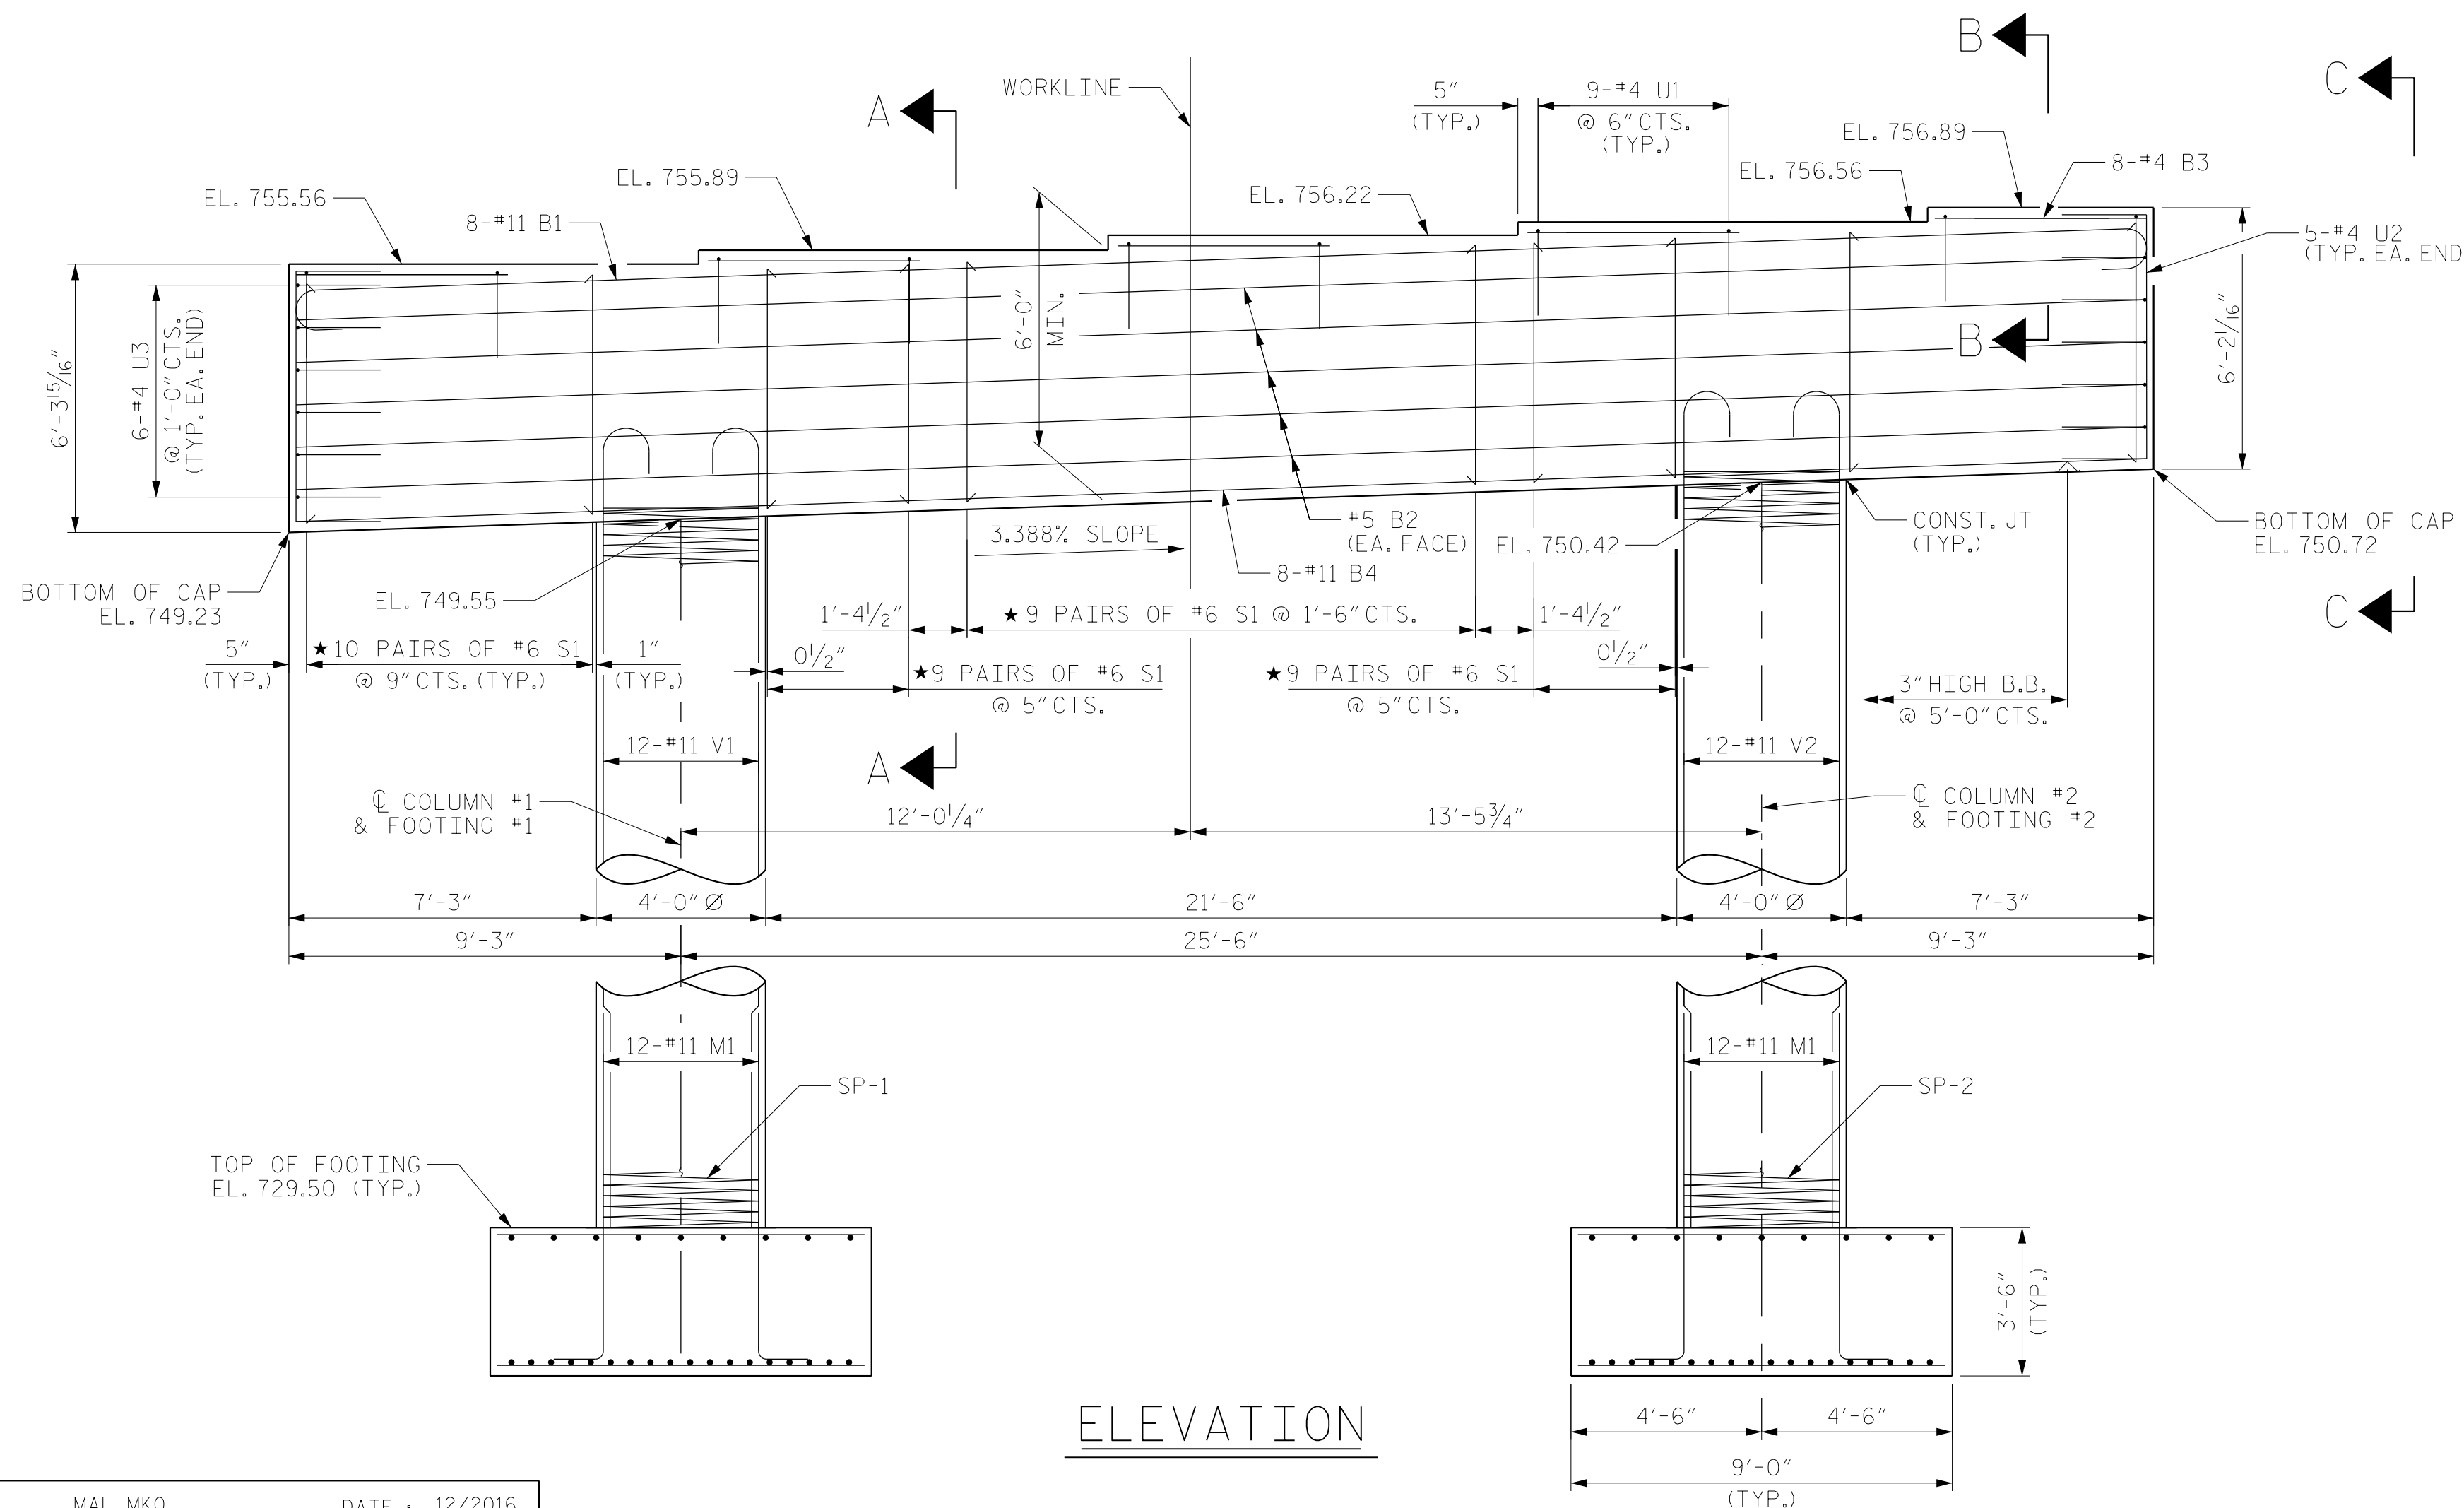 B
C
WORKLINE
A
5"
(TYP.)
9-#4 U1
@ 6"CTS.
(TYP.)
EL. 756.89
EL. 756.56
8-#4 B3
EL. 755.89
EL. 755.56
EL. 756.22
8-#11 B1
5-#4 U2
(TYP. EA. END
6'-0"
MIN.
B
6'-3 15/16"
6-#4 U3
@ 1'-0"CTS.
(TYP. EA. END)
6'-2 1/16"
3.388% SLOPE
#5 B2
(EA. FACE)
EL. 750.42
CONST. JT
(TYP.)
BOTTOM OF CAP
EL. 750.72
8-#11 B4
BOTTOM OF CAP
EL. 749.23
EL. 749.55
C
1'-4 1/2"
★ 9 PAIRS OF #6 S1 @ 1'-6"CTS.
1'-4 1/2"
5"
(TYP.)
★10 PAIRS OF #6 S1
@ 9"CTS. (TYP.)
1"
(TYP.)
0 1/2"
★9 PAIRS OF #6 S1
@ 5"CTS.
★9 PAIRS OF #6 S1
@ 5"CTS.
0 1/2"
3"HIGH B.B.
@ 5'-0"CTS.
12-#11 V1
A
12-#11 V2
℄ COLUMN #1
& FOOTING #1
12'-0 1/4"
13'-5 3/4"
℄ COLUMN #2
& FOOTING #2
7'-3"
4'-0" Ø
21'-6"
4'-0" Ø
7'-3"
9'-3"
25'-6"
9'-3"
12-#11 M1
12-#11 M1
SP-1
SP-2
TOP OF FOOTING
EL. 729.50 (TYP.)
3'-6"
(TYP.)
ELEVATION
4'-6"
4'-6"
9'-0"
(TYP.)
MAL MKO
DATE : 12/2016